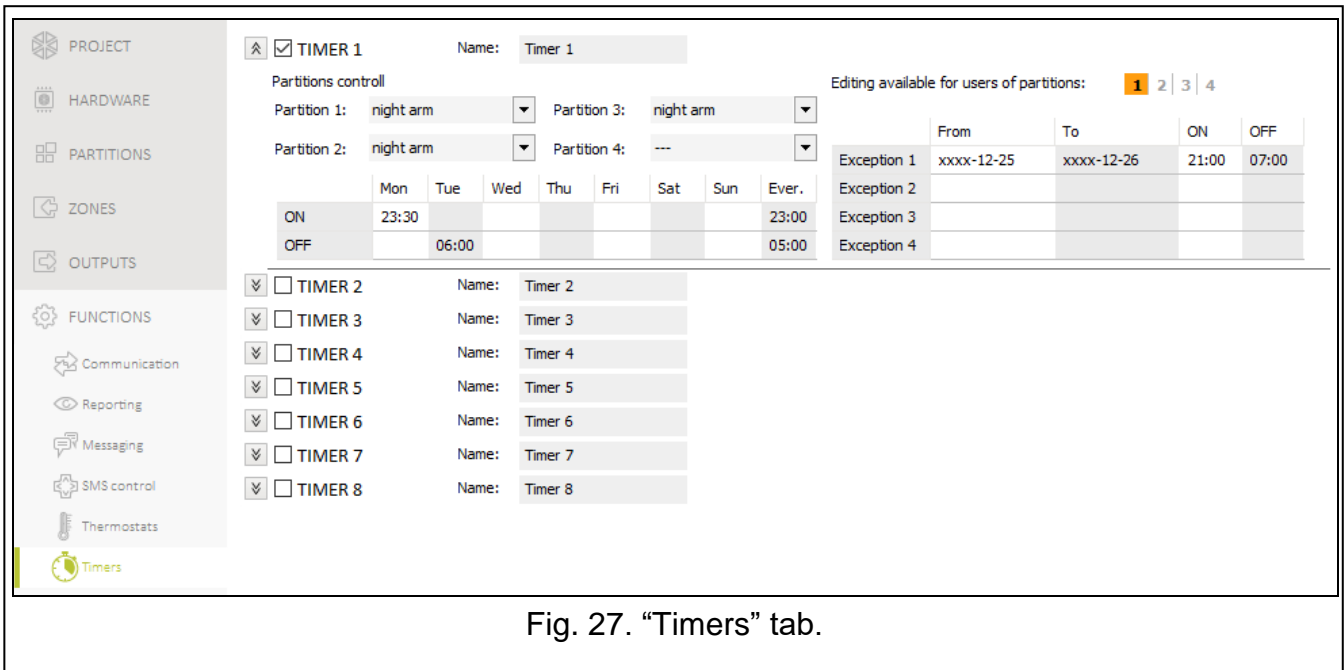 PROJECT
HARDWARE
PARTITIONS
ZONES
OUTPUTS
FUNCTIONS
Communication
Reporting
Messaging
SMS control
Thermostats
Timers
TIMER 1 Name: Timer 1
Partitions controll
Partition 1: night arm Partition 3: night arm
Partition 2: night arm Partition 4: ---
Mon Tue Wed Thu Fri Sat Sun Ever.
ON 23:30 23:00
OFF 06:00 05:00
Editing available for users of partitions: 1 2 3 4
From To ON OFF
Exception 1 xxxx-12-25 xxxx-12-26 21:00 07:00
Exception 2
Exception 3
Exception 4
TIMER 2 Name: Timer 2
TIMER 3 Name: Timer 3
TIMER 4 Name: Timer 4
TIMER 5 Name: Timer 5
TIMER 6 Name: Timer 6
TIMER 7 Name: Timer 7
TIMER 8 Name: Timer 8
Fig. 27. “Timers” tab.